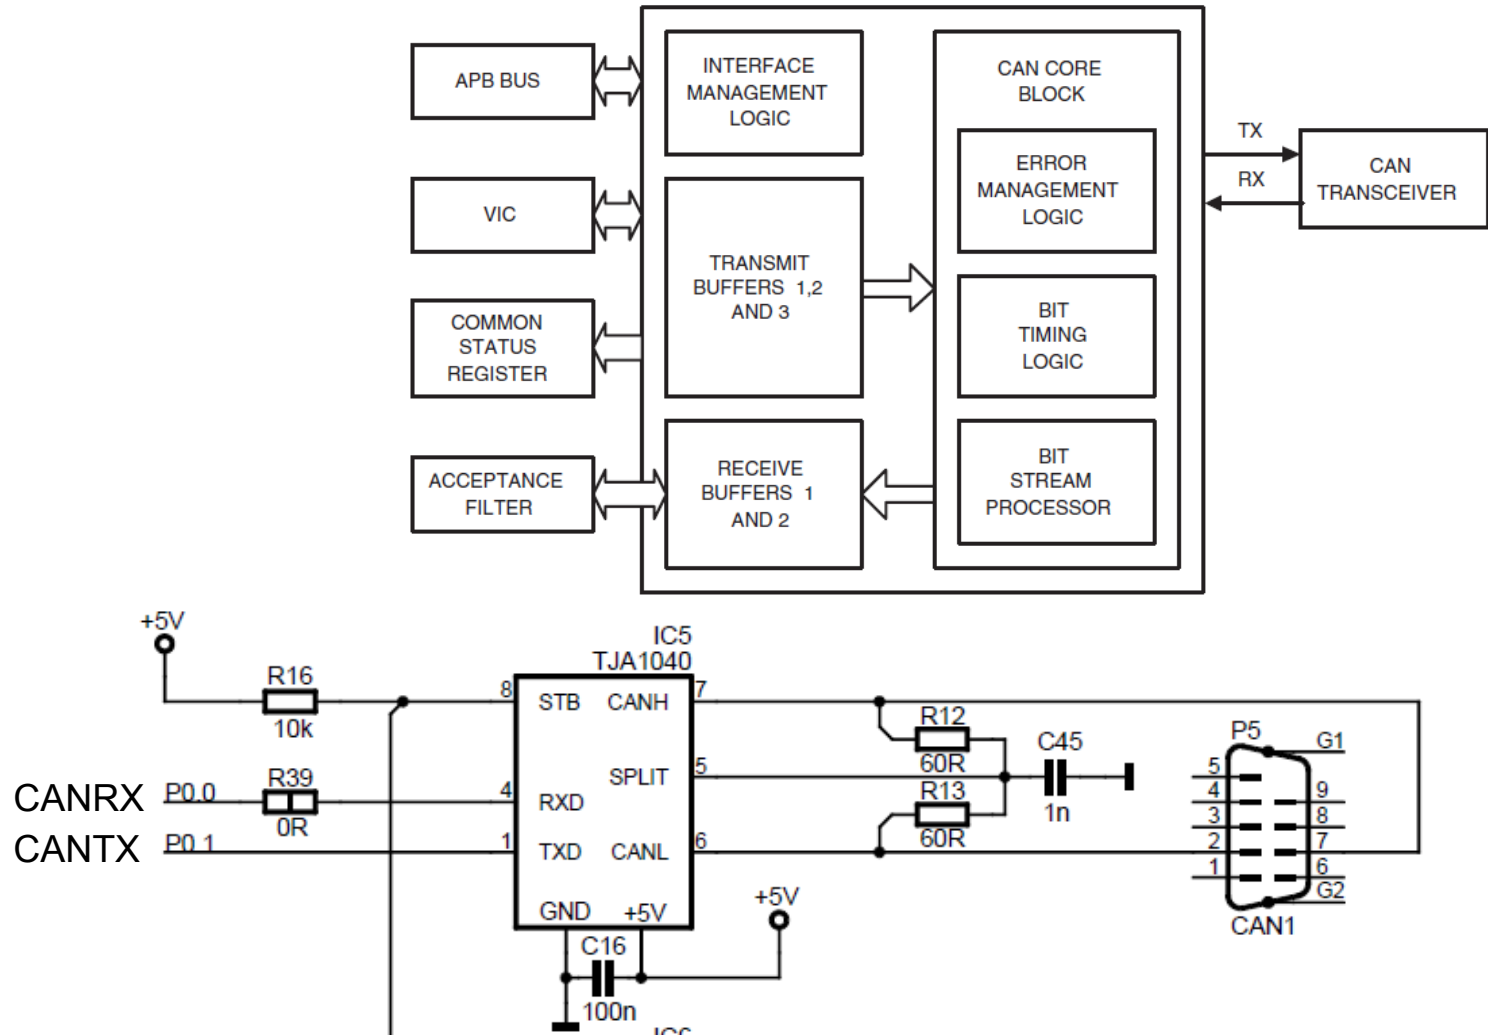 APB BUS
VIC
COMMON
STATUS
REGISTER
ACCEPTANCE
FILTER
INTERFACE
MANAGEMENT
LOGIC
TRANSMIT
BUFFERS 1,2
AND 3
RECEIVE
BUFFERS 1
AND 2
CAN CORE
BLOCK
ERROR
MANAGEMENT
LOGIC
BIT
TIMING
LOGIC
BIT
STREAM
PROCESSOR
TX
RX
CAN
TRANSCEIVER
+5V
R16
10k
CANRX P0.0
R39
0R
CANTX P0.1
IC5
TJA1040
8 STB CANH 7
SPLIT 5
4 RXD
1 TXD CANL 6
GND +5V
C16
100n
+5V
R12
60R
R13
60R
C45
1n
P5
G1
5
4 9
3 8
2 7
1 6
G2
CAN1